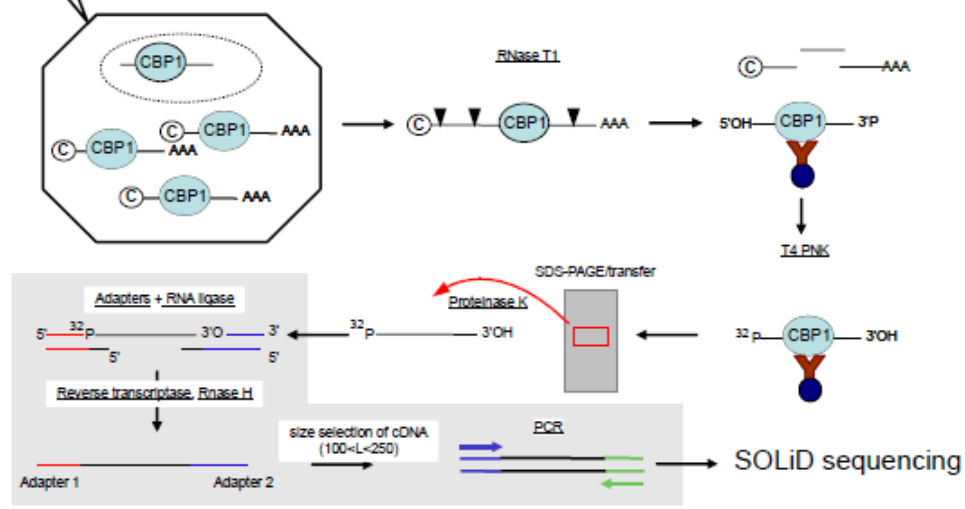 CBP1
C CBP1 AAA
C CBP1 AAA
C CBP1 AAA
RNase T1
C CBP1 AAA
C AAA
5'OH CBP1 3'P
T4 PNK
32P CBP1 3'OH
SDS-PAGE/transfer
Proteinase K
32P 3'OH
Adapters + RNA ligase
5' 32P 3'O 3'
5' 5'
Reverse transcriptase, Rnase H
Adapter 1 Adapter 2
size selection of cDNA
(100<L<250)
PCR
SOLiD sequencing